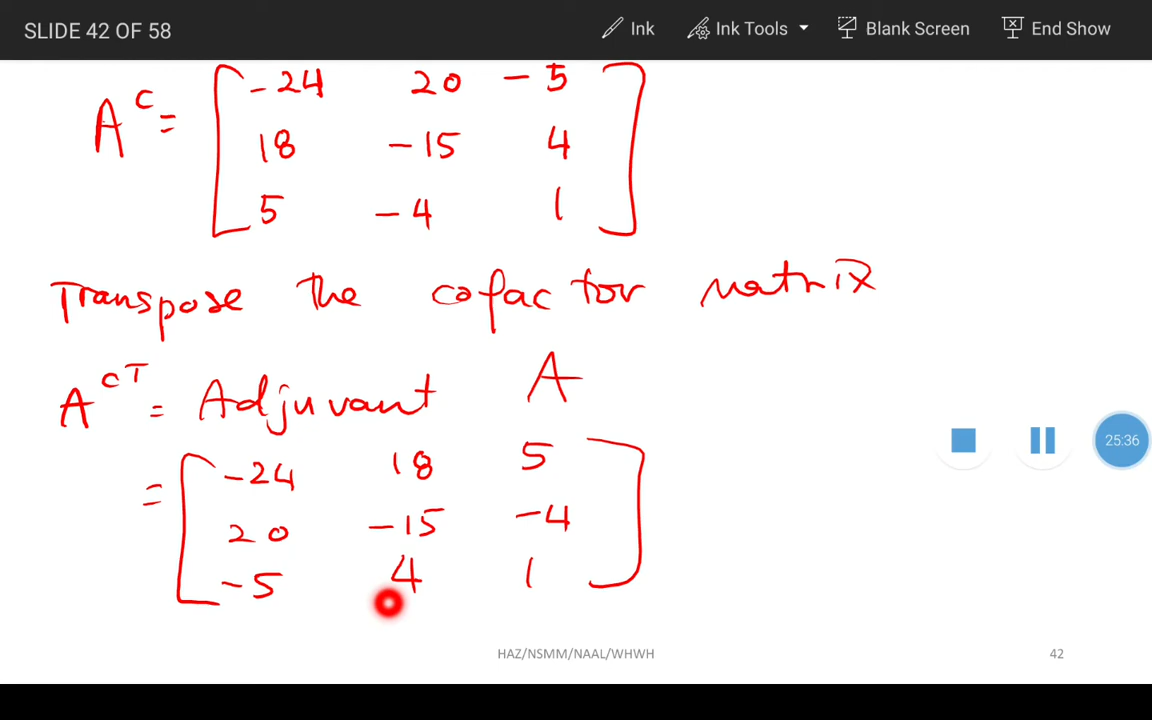 SLIDE 42 OF 58 Ink Ink Tools Blank Screen End Show
-24 20 -5
A^C = 18 -15 4
5 -4 1
Transpose the cofactor matrix
A^CT = Adjuvant A
= -24 18 5
20 -15 -4
-5 4 1
25:36
HAZ/NSMM/NAAL/WHWH 42